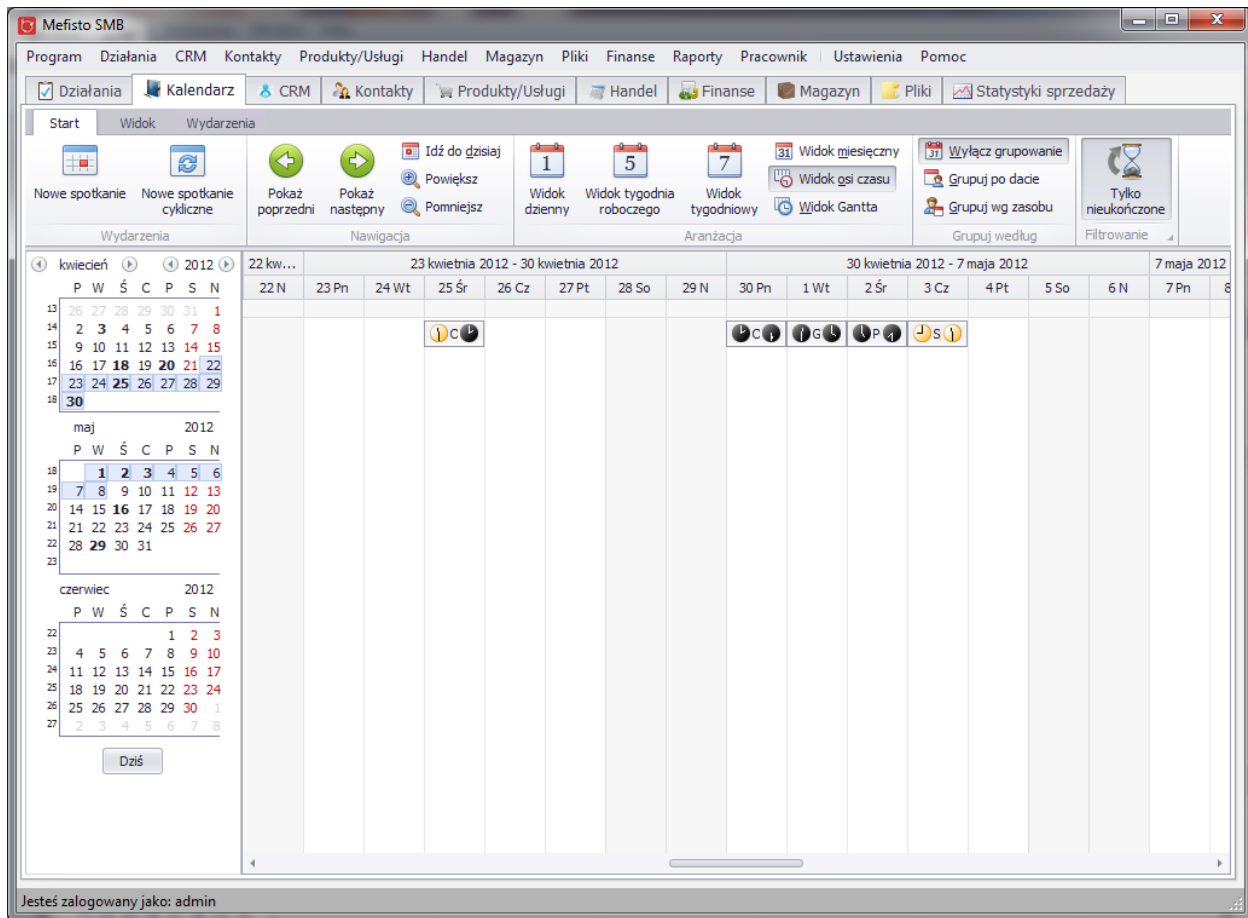 Mefisto SMB
Program Działania CRM Kontakty Produkty/Usługi Handel Magazyn Pliki Finanse Raporty Pracownik Ustawienia Pomoc
Działania Kalendarz CRM Kontakty Produkty/Usługi Handel Finanse Magazyn Pliki Statystyki sprzedaży
Start Widok Wydarzenia
Nowe spotkanie
Nowe spotkanie cykliczne
Wydarzenia
Pokaż poprzedni
Pokaż następny
Idź do dzisiaj
Powiększ
Pomniejsz
Nawigacja
1
Widok dzienny
5
Widok tygodnia roboczego
7
Widok tygodniowy
31 Widok miesięczny
Widok osi czasu
Widok Gantta
Aranżacja
31 Wyłącz grupowanie
Grupuj po dacie
Grupuj wg zasobu
Grupuj według
Tylko nieukończone
Filtrowanie
kwiecień 2012
P W Ś C P S N
13 26 27 28 29 30 31 1
14 2 3 4 5 6 7 8
15 9 10 11 12 13 14 15
16 16 17 18 19 20 21 22
17 23 24 25 26 27 28 29
18 30
maj 2012
P W Ś C P S N
18 1 2 3 4 5 6
19 7 8 9 10 11 12 13
20 14 15 16 17 18 19 20
21 21 22 23 24 25 26 27
22 28 29 30 31
23
czerwiec 2012
P W Ś C P S N
22 1 2 3
23 4 5 6 7 8 9 10
24 11 12 13 14 15 16 17
25 18 19 20 21 22 23 24
26 25 26 27 28 29 30 1
27 2 3 4 5 6 7 8
Dziś
22 kw... 23 kwietnia 2012 - 30 kwietnia 2012 30 kwietnia 2012 - 7 maja 2012 7 maja 2012
22 N 23 Pn 24 Wt 25 Śr 26 Cz 27 Pt 28 So 29 N 30 Pn 1 Wt 2 Śr 3 Cz 4 Pt 5 So 6 N 7 Pn 8
C C G P S
Jesteś zalogowany jako: admin